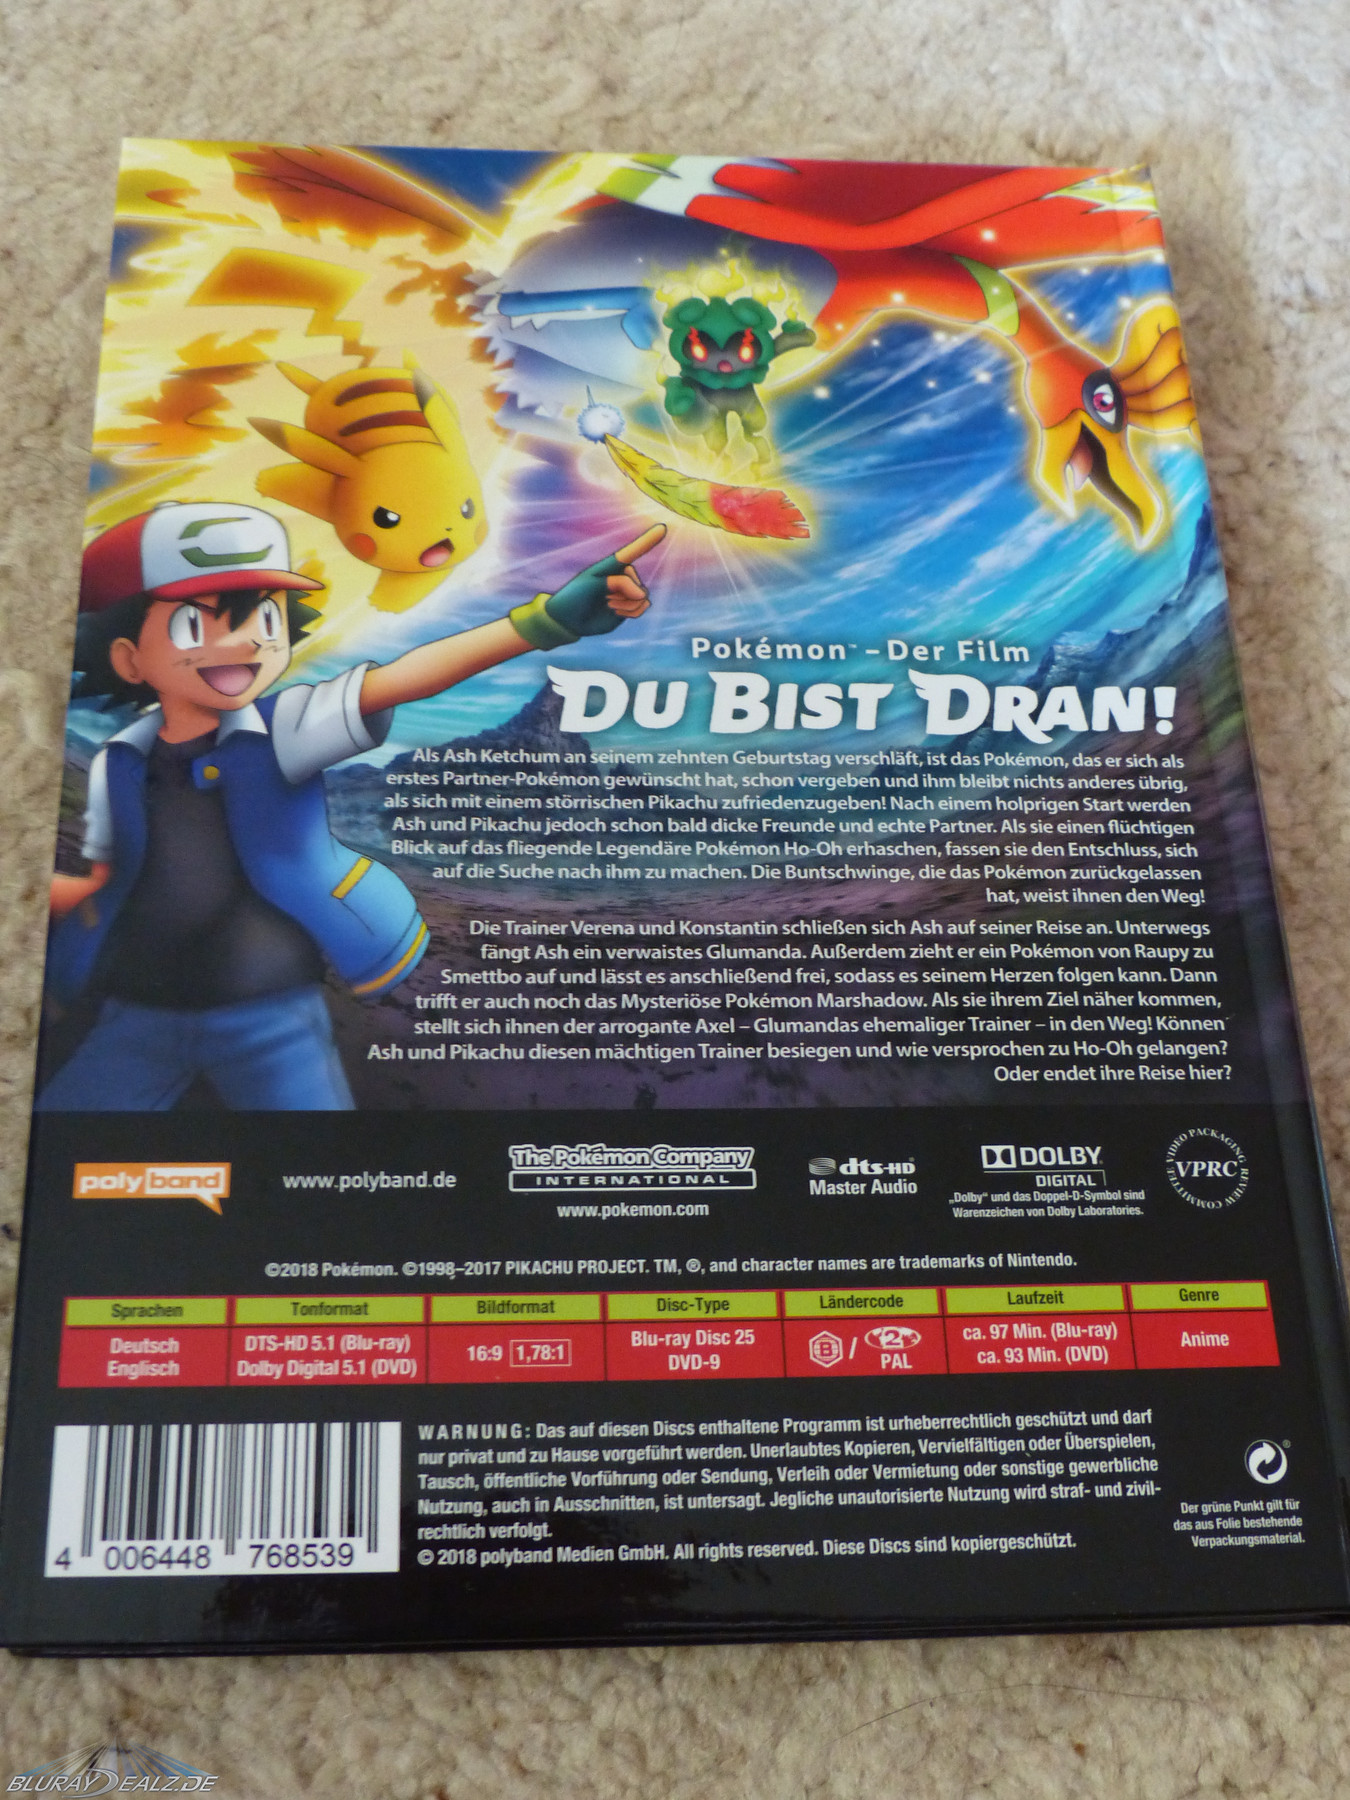 Pokémon™ – Der Film
DU BIST DRAN!
Als Ash Ketchum an seinem zehnten Geburtstag verschläft, ist das Pokémon, das er sich als
erstes Partner-Pokémon gewünscht hat, schon vergeben und ihm bleibt nichts anderes übrig,
als sich mit einem störrischen Pikachu zufriedenzugeben! Nach einem holprigen Start werden
Ash und Pikachu jedoch schon bald dicke Freunde und echte Partner. Als sie einen flüchtigen
Blick auf das fliegende Legendäre Pokémon Ho-Oh erhaschen, fassen sie den Entschluss, sich
auf die Suche nach ihm zu machen. Die Buntschwinge, die das Pokémon zurückgelassen
hat, weist ihnen den Weg!
Die Trainer Verena und Konstantin schließen sich Ash auf seiner Reise an. Unterwegs
fängt Ash ein verwaistes Glumanda. Außerdem zieht er ein Pokémon von Raupy zu
Smettbo auf und lässt es anschließend frei, sodass es seinem Herzen folgen kann. Dann
trifft er auch noch das Mysteriöse Pokémon Marshadow. Als sie ihrem Ziel näher kommen,
stellt sich ihnen der arrogante Axel – Glumandas ehemaliger Trainer – in den Weg! Können
Ash und Pikachu diesen mächtigen Trainer besiegen und wie versprochen zu Ho-Oh gelangen?
Oder endet ihre Reise hier?
polyband
www.polyband.de
The Pokémon Company
INTERNATIONAL
www.pokemon.com
dts-HD
Master Audio
DOLBY
DIGITAL
„Dolby“ und das Doppel-D-Symbol sind
Warenzeichen von Dolby Laboratories.
VIDEO PACKAGING REVIEW COMMITTEE
VPRC
©2018 Pokémon. ©1998–2017 PIKACHU PROJECT. TM, ®, and character names are trademarks of Nintendo.
Sprachen Tonformat Bildformat Disc-Type Ländercode Laufzeit Genre
Deutsch DTS-HD 5.1 (Blu-ray) 16:9 1,78:1 Blu-ray Disc 25 B / 2 ca. 97 Min. (Blu-ray) Anime
Englisch Dolby Digital 5.1 (DVD) DVD-9 PAL ca. 93 Min. (DVD)
WARNUNG: Das auf diesen Discs enthaltene Programm ist urheberrechtlich geschützt und darf
nur privat und zu Hause vorgeführt werden. Unerlaubtes Kopieren, Vervielfältigen oder Überspielen,
Tausch, öffentliche Vorführung oder Sendung, Verleih oder Vermietung oder sonstige gewerbliche
Nutzung, auch in Ausschnitten, ist untersagt. Jegliche unautorisierte Nutzung wird straf- und zivil-
rechtlich verfolgt.
© 2018 polyband Medien GmbH. All rights reserved. Diese Discs sind kopiergeschützt.
4 006448 768539
®
Der grüne Punkt gilt für
das aus Folie bestehende
Verpackungsmaterial.
BLURAYDEALZ.DE